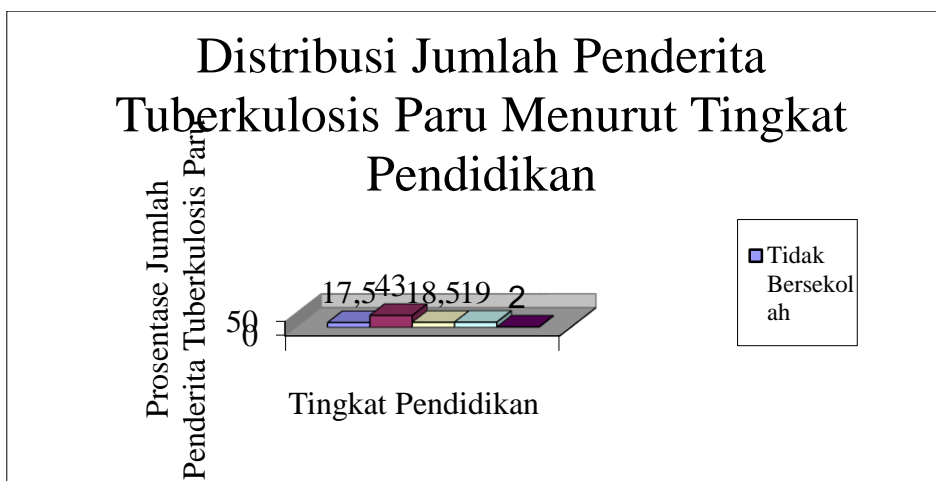 Distribusi Jumlah Penderita
Tuberkulosis Paru Menurut Tingkat
Pendidikan
Prosentase Jumlah
Penderita Tuberkulosis Paru
17,5 43 18,5 19 2
50
0
Tingkat Pendidikan
Tidak
Bersekol
ah